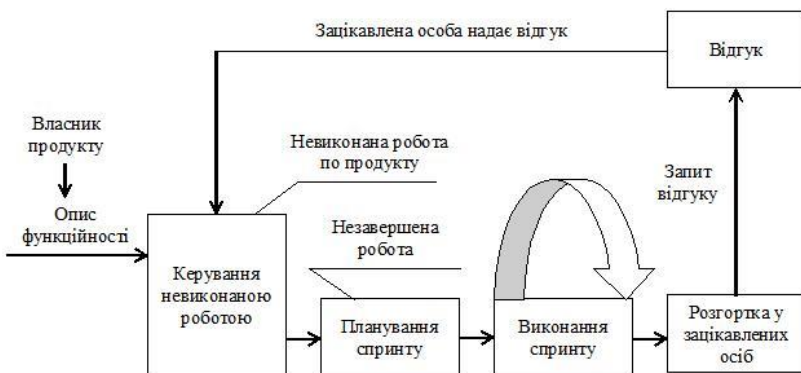 Зацікавлена особа надає відгук
Відгук
Власник
продукту
Невиконана робота
по продукту
Запит
відгуку
Опис
функційності
Незавершена
робота
Керування
невиконаною
роботою
Планування
спринту
Виконання
спринту
Розгортка у
зацікавлених
осіб